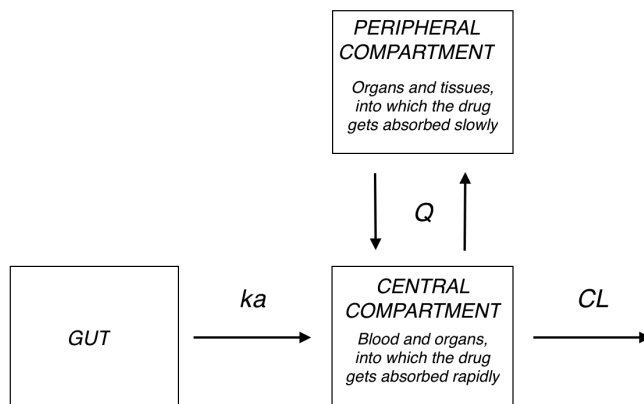 PERIPHERAL
COMPARTMENT
Organs and tissues,
into which the drug
gets absorbed slowly
Q
GUT
ka
CENTRAL
COMPARTMENT
Blood and organs,
into which the drug
gets absorbed rapidly
CL